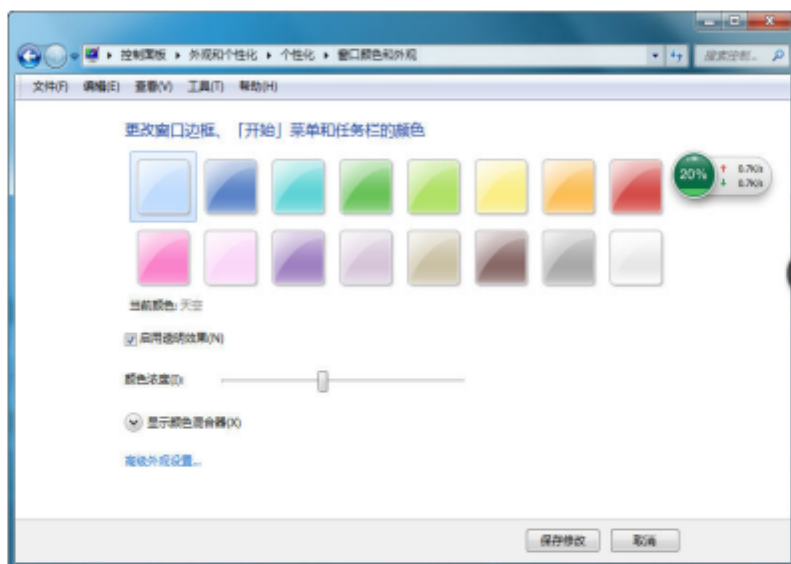 控制面板 ▸ 外观和个性化 ▸ 个性化 ▸ 窗口颜色和外观
搜索控制...
文件(F) 编辑(E) 查看(V) 工具(T) 帮助(H)
更改窗口边框、「开始」菜单和任务栏的颜色
20%
0.7K/s
0.7K/s
当前颜色: 天空
启用透明效果(N)
颜色浓度(I):
显示颜色混合器(X)
高级外观设置...
保存修改 取消